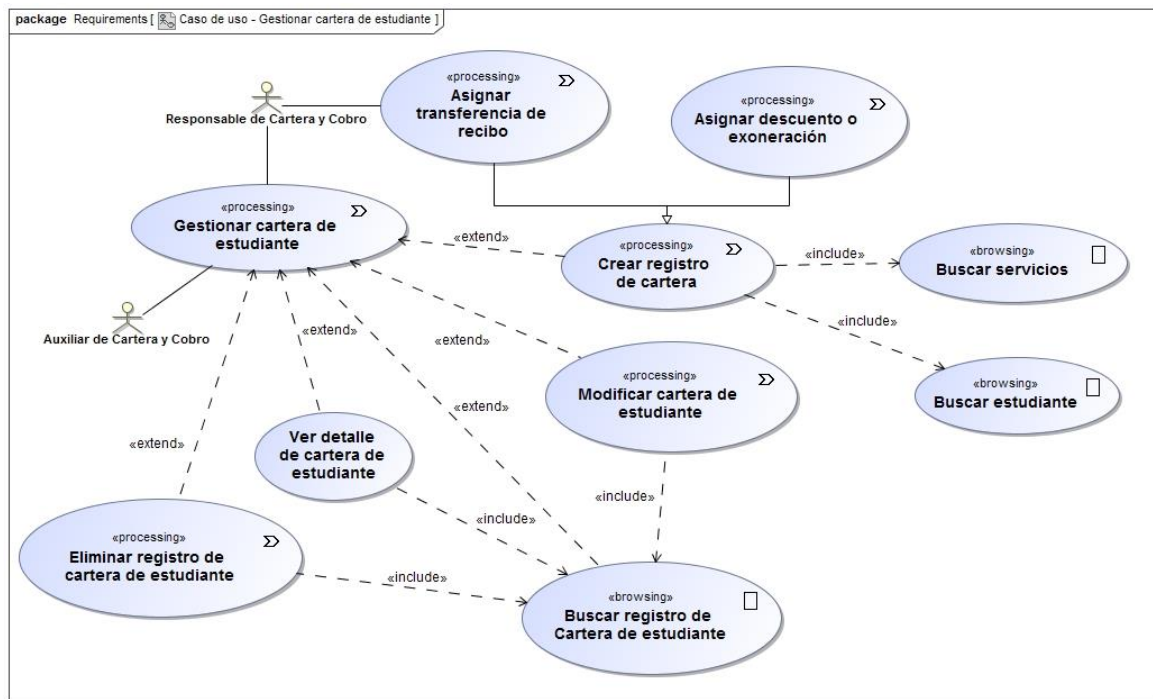 package Requirements [ Caso de uso - Gestionar cartera de estudiante ]
«processing»
Asignar
transferencia de
recibo
«processing»
Asignar descuento o
exoneración
Responsable de Cartera y Cobro
«processing»
Gestionar cartera de
estudiante
«extend»
«processing»
Crear registro
de cartera
«include»
«browsing»
Buscar servicios
«include»
Auxiliar de Cartera y Cobro
«extend»
«extend»
«processing»
Modificar cartera de
estudiante
«browsing»
Buscar estudiante
«extend»
«extend»
Ver detalle
de cartera de
estudiante
«include»
«include»
«processing»
Eliminar registro de
cartera de estudiante
«include»
«browsing»
Buscar registro de
Cartera de estudiante